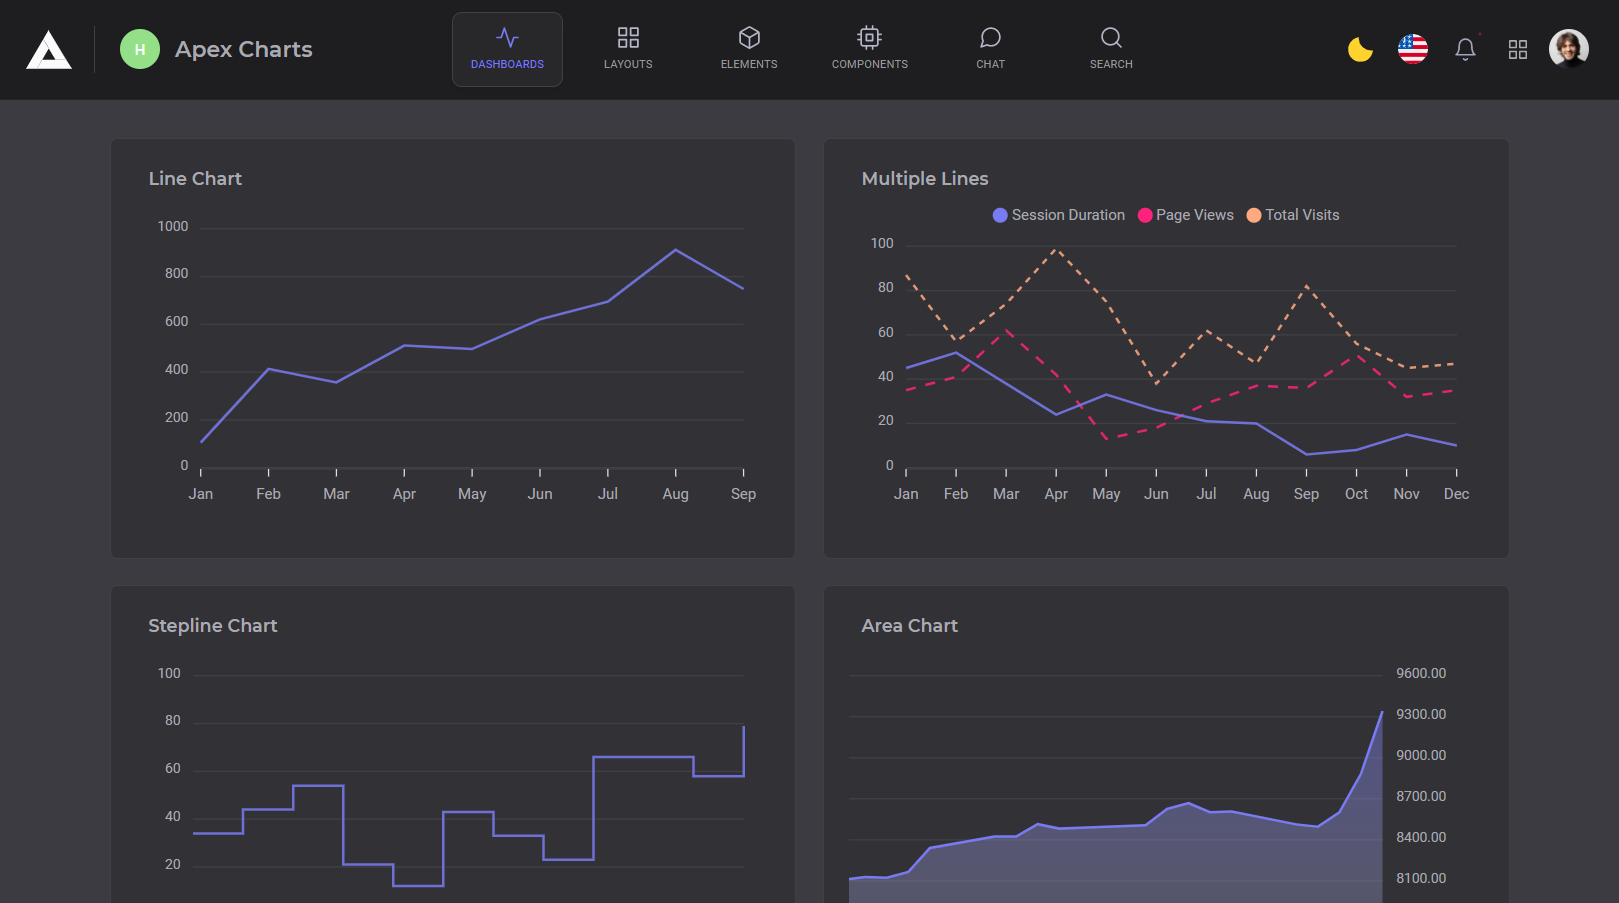 H Apex Charts
DASHBOARDS LAYOUTS ELEMENTS COMPONENTS CHAT SEARCH
Line Chart
1000
800
600
400
200
0
Jan Feb Mar Apr May Jun Jul Aug Sep
Multiple Lines
Session Duration Page Views Total Visits
100
80
60
40
20
0
Jan Feb Mar Apr May Jun Jul Aug Sep Oct Nov Dec
Stepline Chart
100
80
60
40
20
Area Chart
9600.00
9300.00
9000.00
8700.00
8400.00
8100.00